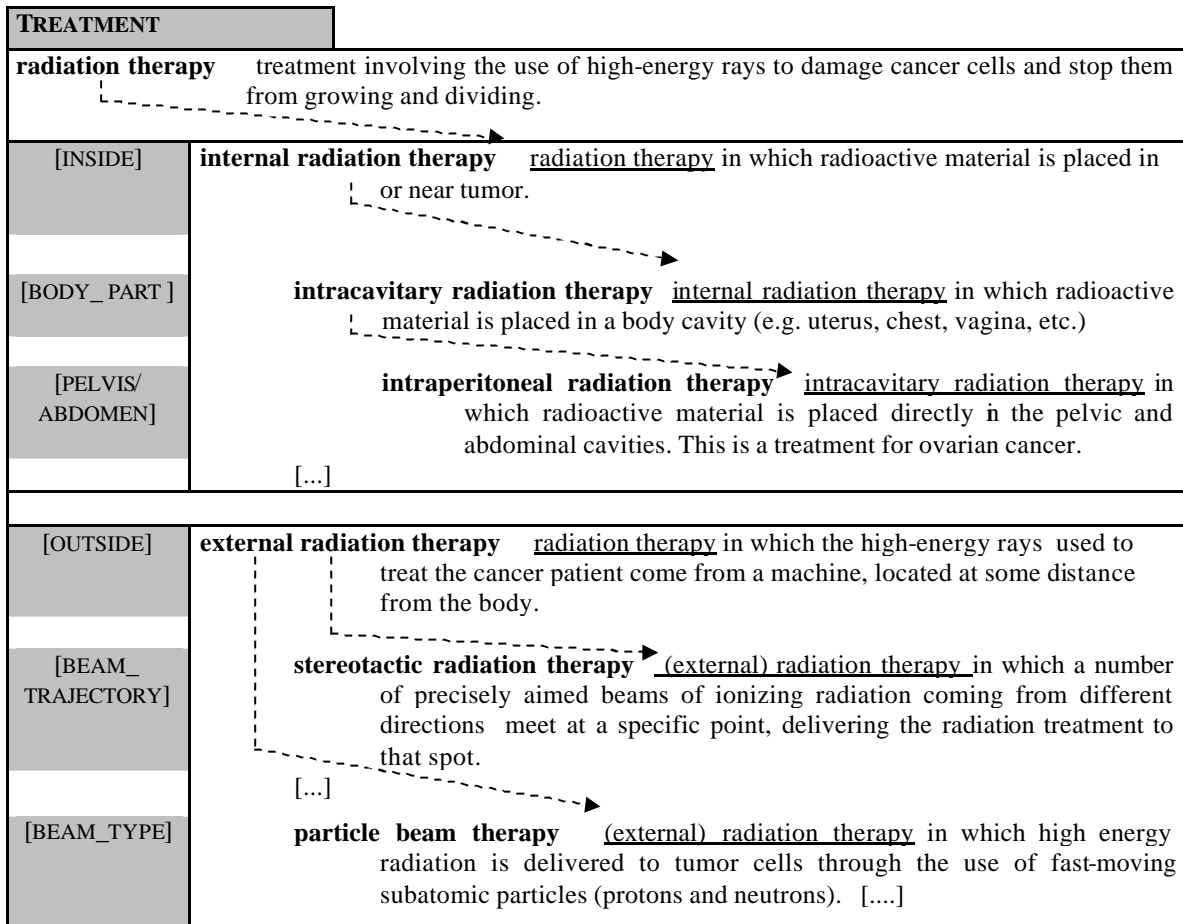 TREATMENT
radiation therapy treatment involving the use of high-energy rays to damage cancer cells and stop them
from growing and dividing.
[INSIDE] internal radiation therapy radiation therapy in which radioactive material is placed in
or near tumor.
[BODY_ PART ] intracavitary radiation therapy internal radiation therapy in which radioactive
material is placed in a body cavity (e.g. uterus, chest, vagina, etc.)
[PELVIS/ intraperitoneal radiation therapy intracavitary radiation therapy in
ABDOMEN] which radioactive material is placed directly in the pelvic and
abdominal cavities. This is a treatment for ovarian cancer.
[...]
[OUTSIDE] external radiation therapy radiation therapy in which the high-energy rays used to
treat the cancer patient come from a machine, located at some distance
from the body.
[BEAM_ stereotactic radiation therapy (external) radiation therapy in which a number
TRAJECTORY] of precisely aimed beams of ionizing radiation coming from different
directions meet at a specific point, delivering the radiation treatment to
that spot.
[...]
[BEAM_TYPE] particle beam therapy (external) radiation therapy in which high energy
radiation is delivered to tumor cells through the use of fast-moving
subatomic particles (protons and neutrons). [....]